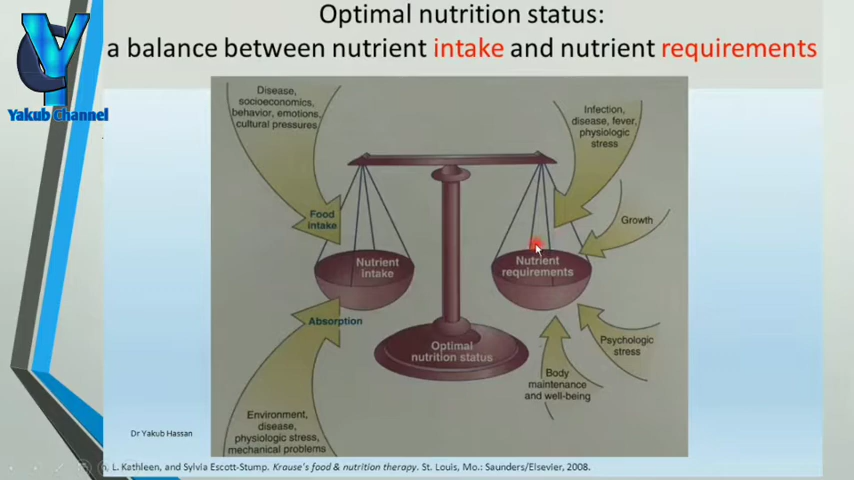 Optimal nutrition status:
a balance between nutrient intake and nutrient requirements
Y
Yakub Channel
Disease,
socioeconomics,
behavior, emotions,
cultural pressures
Infection,
disease, fever,
physiologic
stress
Food
intake
Growth
Nutrient
intake
Nutrient
requirements
Absorption
Optimal
nutrition status
Psychologic
stress
Body
maintenance
and well-being
Environment,
disease,
physiologic stress,
mechanical problems
Dr Yakub Hassan
L. Kathleen, and Sylvia Escott-Stump. Krause's food & nutrition therapy. St. Louis, Mo.: Saunders/Elsevier, 2008.